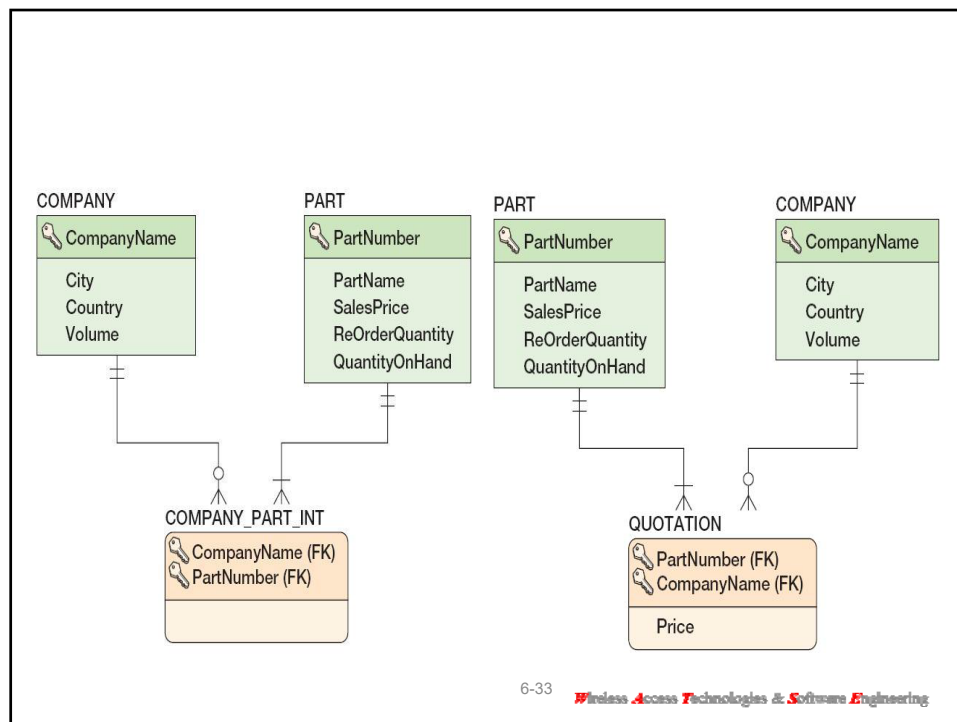 COMPANY
CompanyName
City
Country
Volume
PART
PartNumber
PartName
SalesPrice
ReOrderQuantity
QuantityOnHand
COMPANY_PART_INT
CompanyName (FK)
PartNumber (FK)
PART
PartNumber
PartName
SalesPrice
ReOrderQuantity
QuantityOnHand
COMPANY
CompanyName
City
Country
Volume
QUOTATION
PartNumber (FK)
CompanyName (FK)
Price
6-33
Wireless Access Technologies & Software Engineering